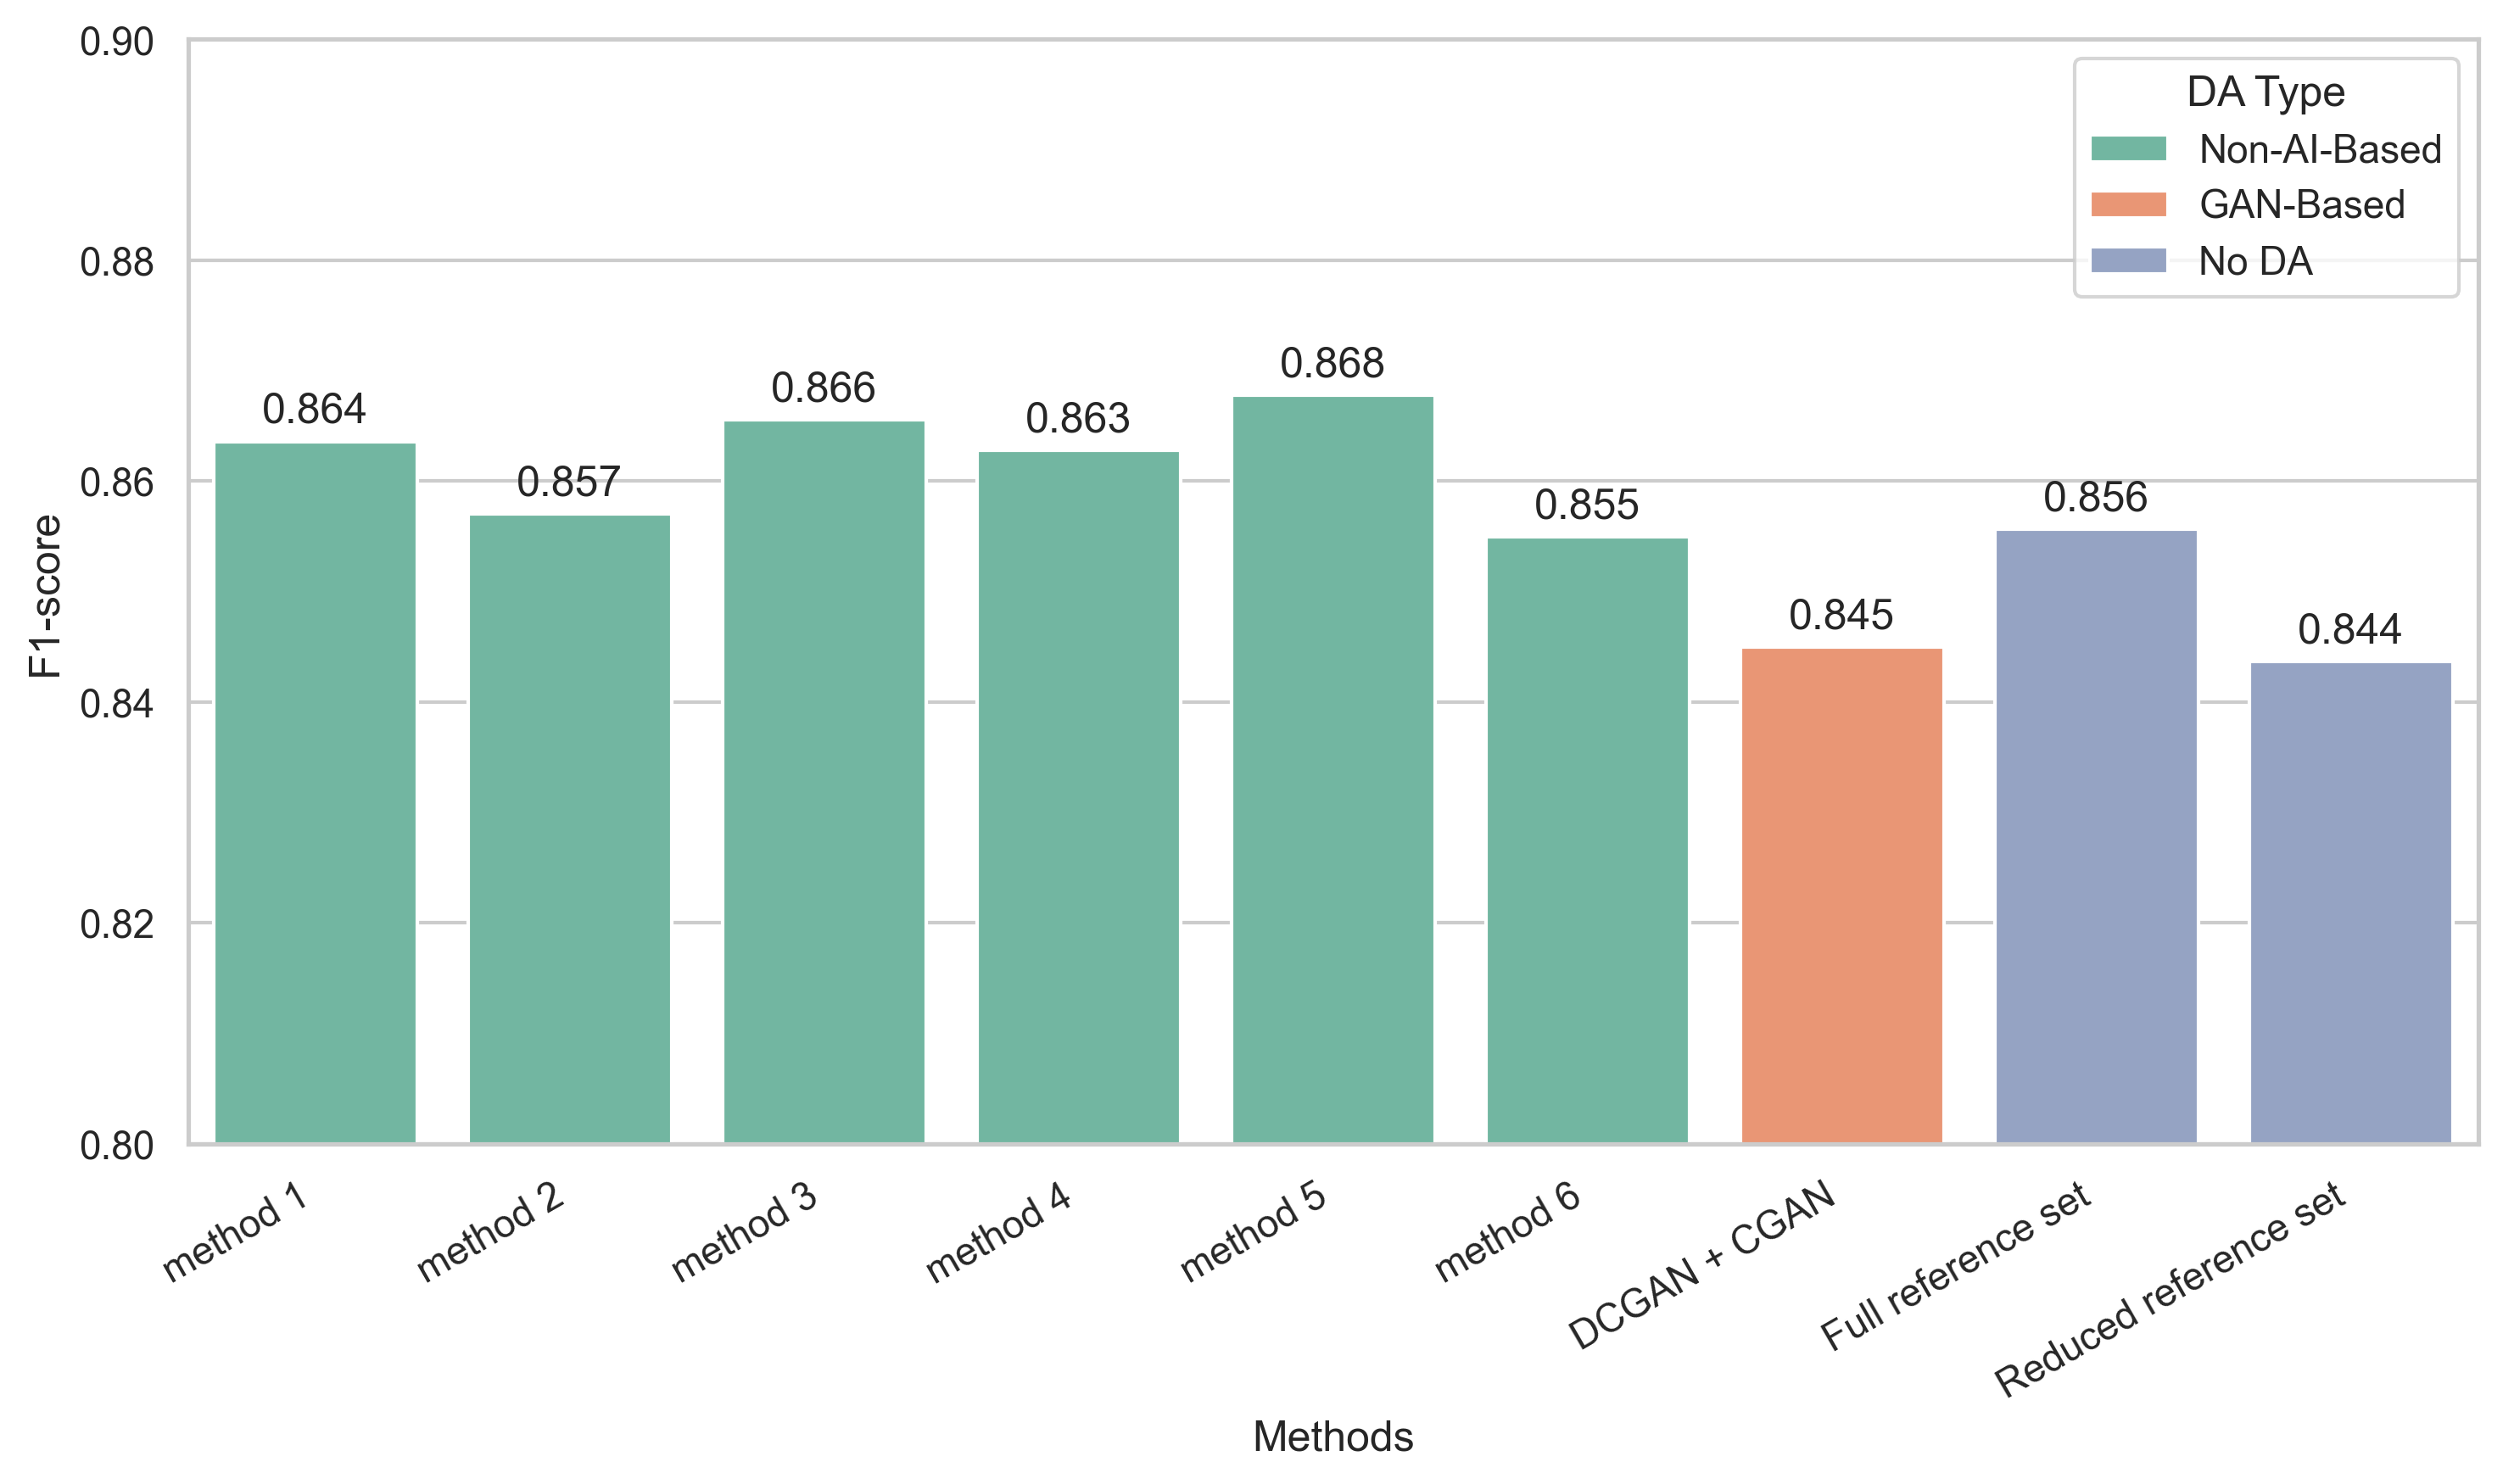 0.90
0.88
0.86
0.84
0.82
0.80
F1-score
DA Type
Non-AI-Based
GAN-Based
No DA
0.864
0.857
0.866
0.863
0.868
0.855
0.845
0.856
0.844
method 1
method 2
method 3
method 4
method 5
method 6
DCGAN + CGAN
Full reference set
Reduced reference set
Methods